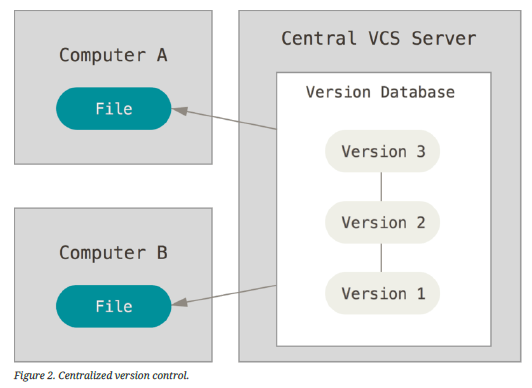 Computer A
File
Computer B
File
Central VCS Server
Version Database
Version 3
Version 2
Version 1
Figure 2. Centralized version control.